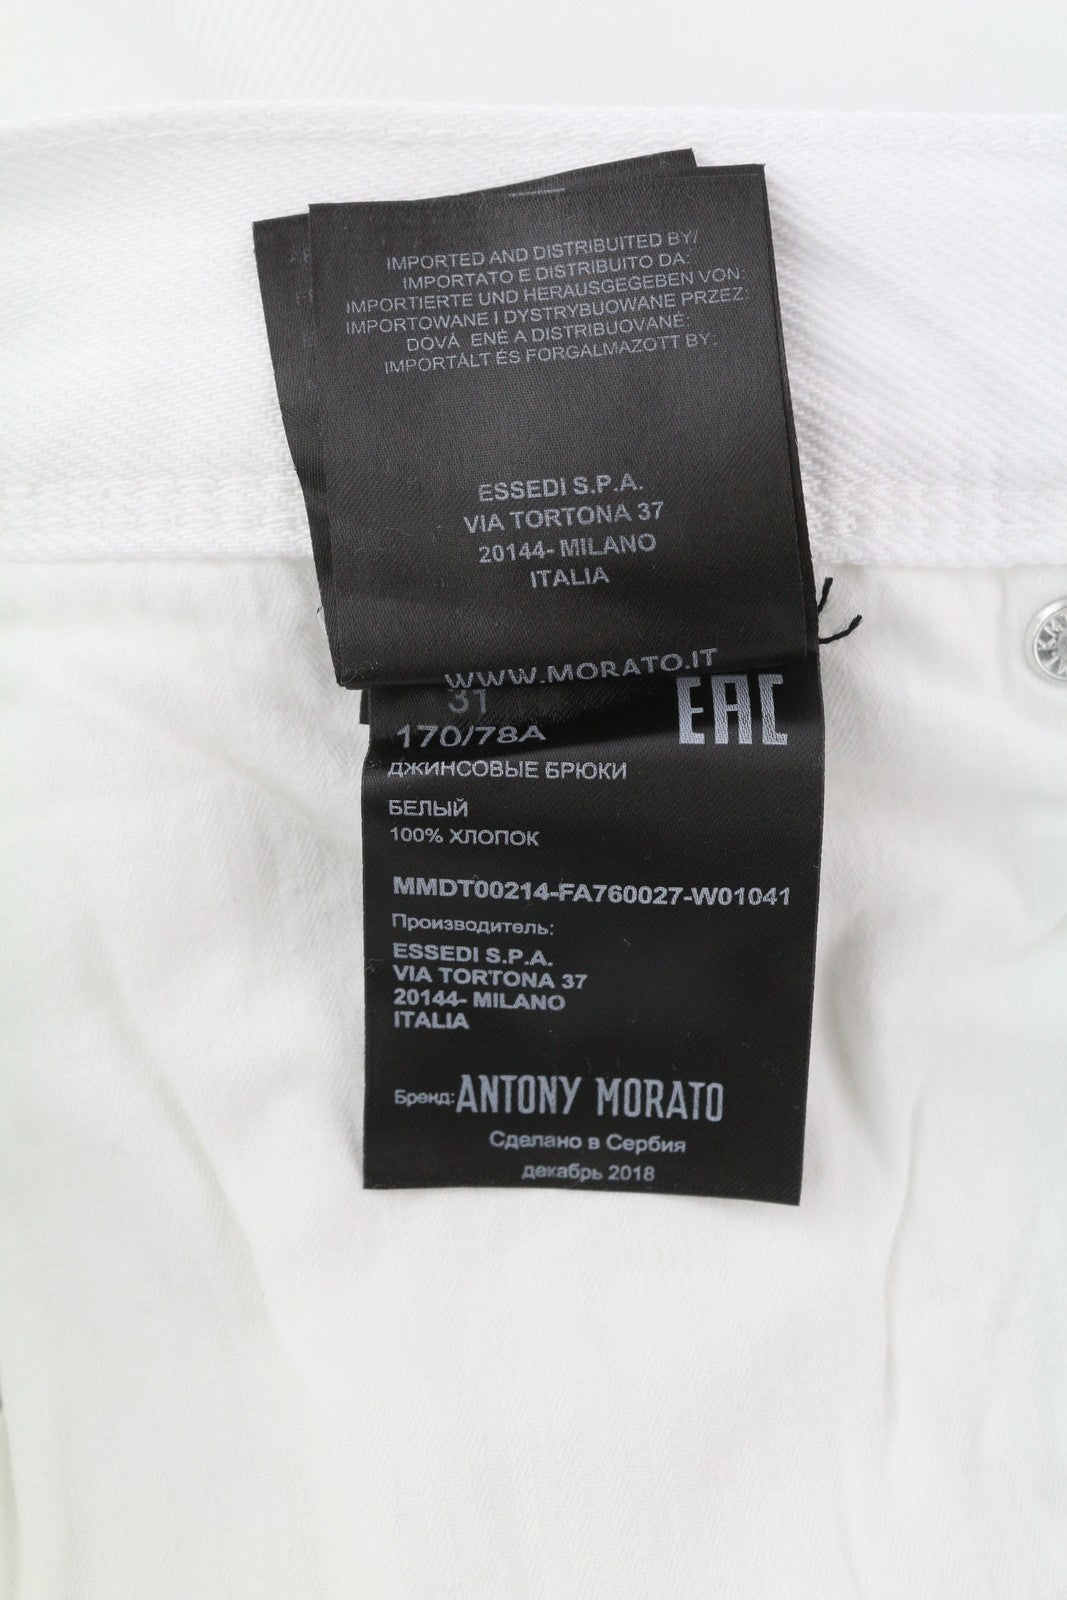 IMPORTED AND DISTRIBUITED BY/
IMPORTATO E DISTRIBUITO DA:
IMPORTIERTE UND HERAUSGEGEBEN VON:
IMPORTOWANE I DYSTRYBUOWANE PRZEZ:
DOVÁ ENÉ A DISTRIBUOVANÉ:
IMPORTÁLT ÉS FORGALMAZOTT BY:
ESSEDI S.P.A.
VIA TORTONA 37
20144- MILANO
ITALIA
WWW.MORATO.IT
31
170/78A
EAC
ДЖИНСОВЫЕ БРЮКИ
БЕЛЫЙ
100% ХЛОПОК
MMDT00214-FA760027-W01041
Производитель:
ESSEDI S.P.A.
VIA TORTONA 37
20144- MILANO
ITALIA
Бренд: ANTONY MORATO
Сделано в Сербия
декабрь 2018